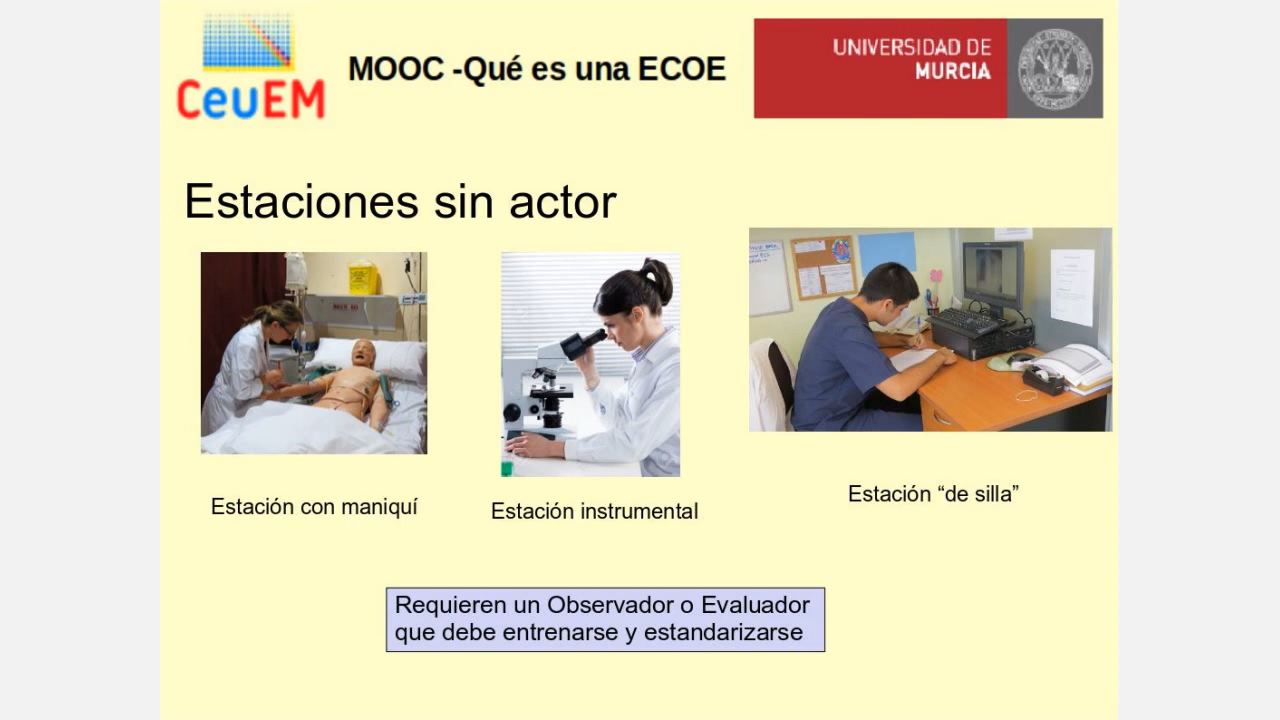 CeuEM
MOOC -Qué es una ECOE
UNIVERSIDAD DE
MURCIA
Estaciones sin actor
Estación con maniquí
Estación instrumental
Estación “de silla”
Requieren un Observador o Evaluador
que debe entrenarse y estandarizarse